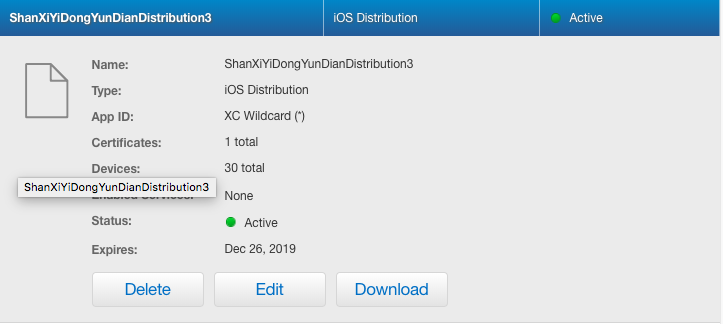 ShanXiYiDongYunDianDistribution3 iOS Distribution Active
Name: ShanXiYiDongYunDianDistribution3
Type: iOS Distribution
App ID: XC Wildcard (*)
Certificates: 1 total
Devices: 30 total
ShanXiYiDongYunDianDistribution3
Enabled Services: None
Status: Active
Expires: Dec 26, 2019
Delete Edit Download